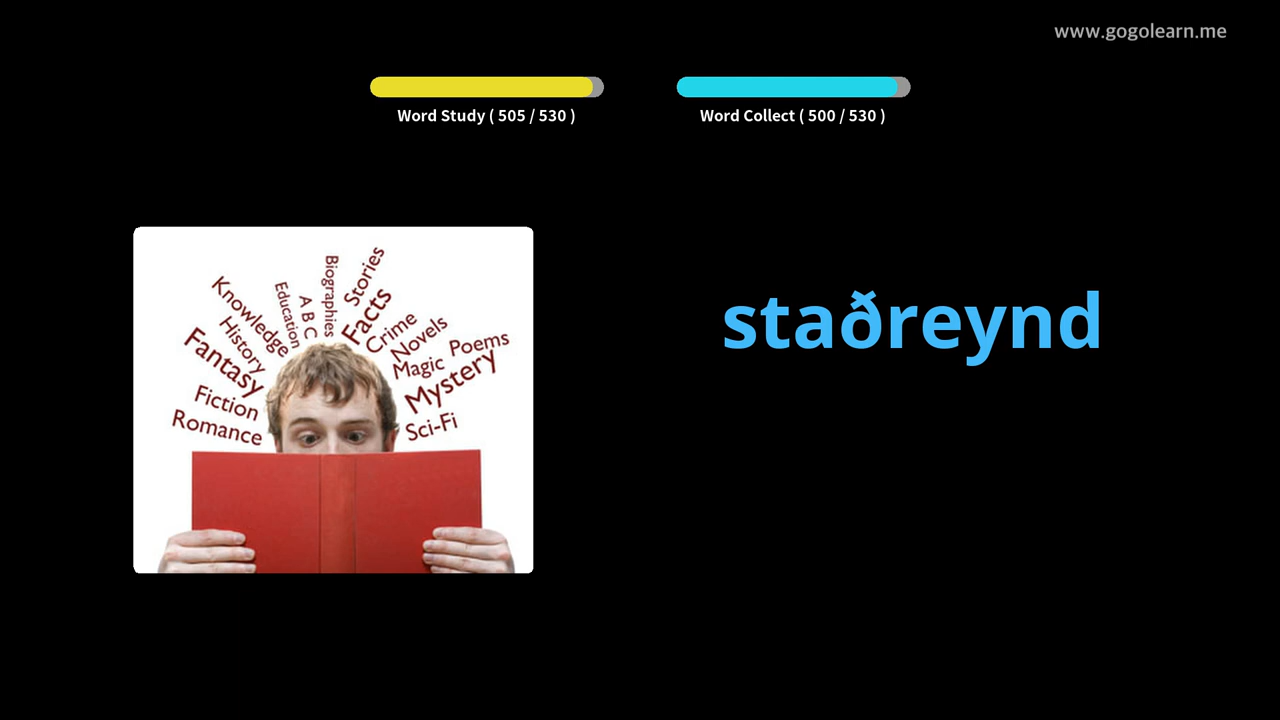 www.gogolearn.me
Word Study ( 505 / 530 )
Word Collect ( 500 / 530 )
staðreynd
Romance
Fiction
Fantasy
History
Knowledge
Education
A B C
Biographies
Stories
Facts
Crime
Novels
Magic
Poems
Mystery
Sci-Fi